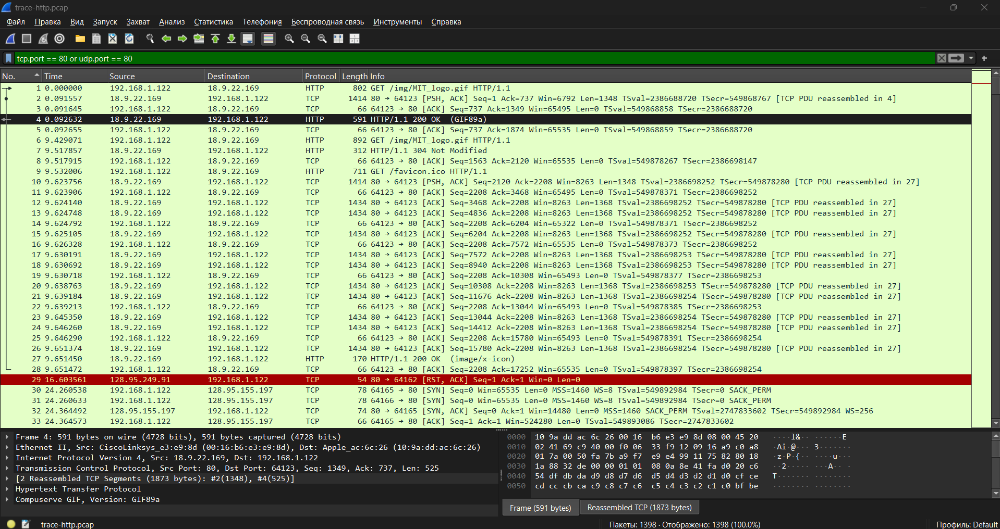 trace-http.pcap
Файл Правка Вид Запуск Захват Анализ Статистика Телефония Беспроводная связь Инструменты Справка
tcp.port == 80 or udp.port == 80
No. Time Source Destination Protocol Length Info
1 0.000000 192.168.1.122 18.9.22.169 HTTP 802 GET /img/MIT_logo.gif HTTP/1.1
2 0.091557 18.9.22.169 192.168.1.122 TCP 1414 80 → 64123 [PSH, ACK] Seq=1 Ack=737 Win=6792 Len=1348 TSval=2386688720 TSecr=549868767 [TCP PDU reassembled in 4]
3 0.091645 192.168.1.122 18.9.22.169 TCP 66 64123 → 80 [ACK] Seq=737 Ack=1349 Win=65495 Len=0 TSval=549868858 TSecr=2386688720
4 0.092632 18.9.22.169 192.168.1.122 HTTP 591 HTTP/1.1 200 OK (GIF89a)
5 0.092655 192.168.1.122 18.9.22.169 TCP 66 64123 → 80 [ACK] Seq=737 Ack=1874 Win=65535 Len=0 TSval=549868859 TSecr=2386688720
6 9.429071 192.168.1.122 18.9.22.169 HTTP 892 GET /img/MIT_logo.gif HTTP/1.1
7 9.517857 18.9.22.169 192.168.1.122 HTTP 312 HTTP/1.1 304 Not Modified
8 9.517915 192.168.1.122 18.9.22.169 TCP 66 64123 → 80 [ACK] Seq=1563 Ack=2120 Win=65535 Len=0 TSval=549878267 TSecr=2386698147
9 9.532006 192.168.1.122 18.9.22.169 HTTP 711 GET /favicon.ico HTTP/1.1
10 9.623756 18.9.22.169 192.168.1.122 TCP 1414 80 → 64123 [PSH, ACK] Seq=2120 Ack=2208 Win=8263 Len=1348 TSval=2386698252 TSecr=549878280 [TCP PDU reassembled in 27]
11 9.623906 192.168.1.122 18.9.22.169 TCP 66 64123 → 80 [ACK] Seq=2208 Ack=3468 Win=65495 Len=0 TSval=549878371 TSecr=2386698252
12 9.624140 18.9.22.169 192.168.1.122 TCP 1434 80 → 64123 [ACK] Seq=3468 Ack=2208 Win=8263 Len=1368 TSval=2386698252 TSecr=549878280 [TCP PDU reassembled in 27]
13 9.624748 18.9.22.169 192.168.1.122 TCP 1434 80 → 64123 [ACK] Seq=4836 Ack=2208 Win=8263 Len=1368 TSval=2386698252 TSecr=549878280 [TCP PDU reassembled in 27]
14 9.624792 192.168.1.122 18.9.22.169 TCP 66 64123 → 80 [ACK] Seq=2208 Ack=6204 Win=65322 Len=0 TSval=549878371 TSecr=2386698252
15 9.625105 18.9.22.169 192.168.1.122 TCP 1434 80 → 64123 [ACK] Seq=6204 Ack=2208 Win=8263 Len=1368 TSval=2386698252 TSecr=549878280 [TCP PDU reassembled in 27]
16 9.626328 192.168.1.122 18.9.22.169 TCP 66 64123 → 80 [ACK] Seq=2208 Ack=7572 Win=65535 Len=0 TSval=549878373 TSecr=2386698252
17 9.630191 18.9.22.169 192.168.1.122 TCP 1434 80 → 64123 [ACK] Seq=7572 Ack=2208 Win=8263 Len=1368 TSval=2386698253 TSecr=549878280 [TCP PDU reassembled in 27]
18 9.630692 18.9.22.169 192.168.1.122 TCP 1434 80 → 64123 [ACK] Seq=8940 Ack=2208 Win=8263 Len=1368 TSval=2386698253 TSecr=549878280 [TCP PDU reassembled in 27]
19 9.630718 192.168.1.122 18.9.22.169 TCP 66 64123 → 80 [ACK] Seq=2208 Ack=10308 Win=65493 Len=0 TSval=549878377 TSecr=2386698253
20 9.638763 18.9.22.169 192.168.1.122 TCP 1434 80 → 64123 [ACK] Seq=10308 Ack=2208 Win=8263 Len=1368 TSval=2386698253 TSecr=549878280 [TCP PDU reassembled in 27]
21 9.639184 18.9.22.169 192.168.1.122 TCP 1434 80 → 64123 [ACK] Seq=11676 Ack=2208 Win=8263 Len=1368 TSval=2386698254 TSecr=549878280 [TCP PDU reassembled in 27]
22 9.639213 192.168.1.122 18.9.22.169 TCP 66 64123 → 80 [ACK] Seq=2208 Ack=13044 Win=65493 Len=0 TSval=549878385 TSecr=2386698253
23 9.645350 18.9.22.169 192.168.1.122 TCP 1434 80 → 64123 [ACK] Seq=13044 Ack=2208 Win=8263 Len=1368 TSval=2386698254 TSecr=549878280 [TCP PDU reassembled in 27]
24 9.646260 18.9.22.169 192.168.1.122 TCP 1434 80 → 64123 [ACK] Seq=14412 Ack=2208 Win=8263 Len=1368 TSval=2386698254 TSecr=549878280 [TCP PDU reassembled in 27]
25 9.646290 192.168.1.122 18.9.22.169 TCP 66 64123 → 80 [ACK] Seq=2208 Ack=15780 Win=65493 Len=0 TSval=549878391 TSecr=2386698254
26 9.651374 18.9.22.169 192.168.1.122 TCP 1434 80 → 64123 [ACK] Seq=15780 Ack=2208 Win=8263 Len=1368 TSval=2386698254 TSecr=549878280 [TCP PDU reassembled in 27]
27 9.651450 18.9.22.169 192.168.1.122 HTTP 170 HTTP/1.1 200 OK (image/x-icon)
28 9.651472 192.168.1.122 18.9.22.169 TCP 66 64123 → 80 [ACK] Seq=2208 Ack=17252 Win=65535 Len=0 TSval=549878397 TSecr=2386698254
29 16.603561 128.95.249.91 192.168.1.122 TCP 54 80 → 64162 [RST, ACK] Seq=1 Ack=1 Win=0 Len=0
30 24.260538 192.168.1.122 128.95.155.197 TCP 78 64165 → 80 [SYN] Seq=0 Win=65535 Len=0 MSS=1460 WS=8 TSval=549892984 TSecr=0 SACK_PERM
31 24.260633 192.168.1.122 128.95.155.197 TCP 78 64166 → 80 [SYN] Seq=0 Win=65535 Len=0 MSS=1460 WS=8 TSval=549892984 TSecr=0 SACK_PERM
32 24.364492 128.95.155.197 192.168.1.122 TCP 74 80 → 64165 [SYN, ACK] Seq=0 Ack=1 Win=14480 Len=0 MSS=1460 SACK_PERM TSval=2747833602 TSecr=549892984 WS=256
33 24.364573 192.168.1.122 128.95.155.197 TCP 66 64165 → 80 [ACK] Seq=1 Ack=1 Win=524280 Len=0 TSval=549893086 TSecr=2747833602
Frame 4: 591 bytes on wire (4728 bits), 591 bytes captured (4728 bits)
Ethernet II, Src: CiscoLinksys_e3:e9:8d (00:16:b6:e3:e9:8d), Dst: Apple_ac:6c:26 (10:9a:dd:ac:6c:26)
Internet Protocol Version 4, Src: 18.9.22.169, Dst: 192.168.1.122
Transmission Control Protocol, Src Port: 80, Dst Port: 64123, Seq: 1349, Ack: 737, Len: 525
[2 Reassembled TCP Segments (1873 bytes): #2(1348), #4(525)]
Hypertext Transfer Protocol
Compuserve GIF, Version: GIF89a
0000 10 9a dd ac 6c 26 00 16 b6 e3 e9 8d 08 00 45 20 ····l&·· ······E
0010 02 41 69 c9 40 00 f0 06 33 f9 12 09 16 a9 c0 a8 ·Ai·@··· 3·······
0020 01 7a 00 50 fa 7b a9 f7 e9 e4 99 11 75 82 80 18 ·z·P·{·· ····u···
0030 1a 88 32 de 00 00 01 01 08 0a 8e 41 fa d0 20 c6 ··2····· ···A·· ·
0040 54 df db da d9 d8 d7 d6 d5 d4 d3 d2 d1 d0 cf ce T······· ········
0050 cd cc cb ca c9 c8 c7 c6 c5 c4 c3 c2 c1 c0 bf be ········ ········
Frame (591 bytes) Reassembled TCP (1873 bytes)
trace-http.pcap Пакеты: 1398 · Отображено: 1398 (100.0%) Профиль: Default